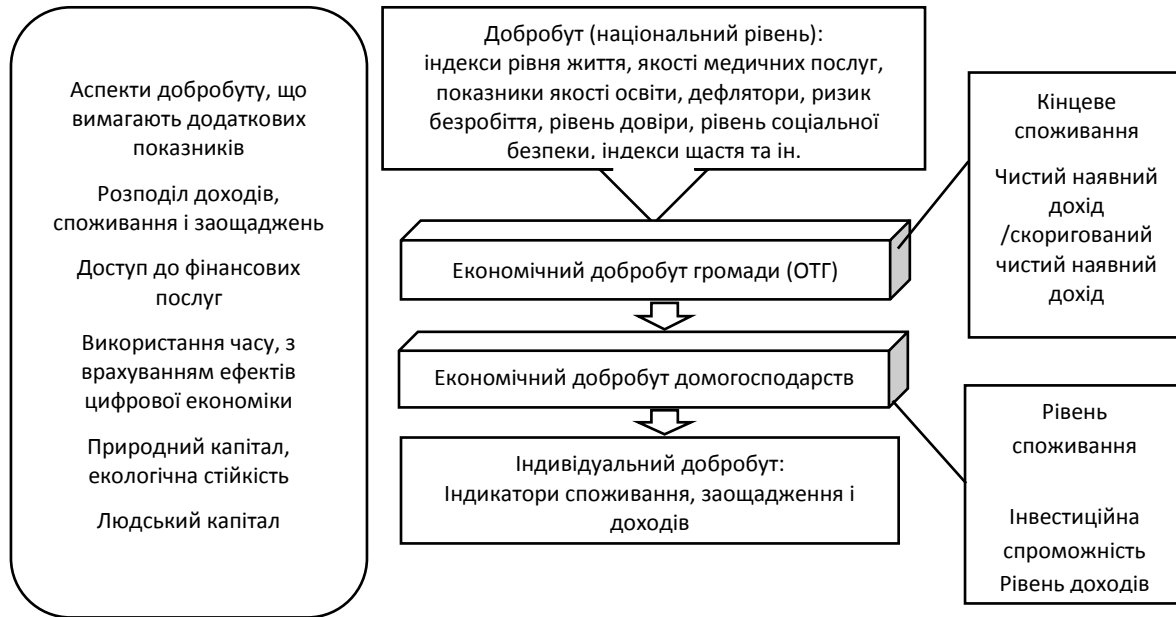 Аспекти добробуту, що
вимагають додаткових
показників
Розподіл доходів,
споживання і заощаджень
Доступ до фінансових
послуг
Використання часу, з
врахуванням ефектів
цифрової економіки
Природний капітал,
екологічна стійкість
Людський капітал
Добробут (національний рівень):
індекси рівня життя, якості медичних послуг,
показники якості освіти, дефлятори, ризик
безробіття, рівень довіри, рівень соціальної
безпеки, індекси щастя та ін.
Економічний добробут громади (ОТГ)
Економічний добробут домогосподарств
Індивідуальний добробут:
Індикатори споживання, заощадження і
доходів
Кінцеве
споживання
Чистий наявний
дохід
/скоригований
чистий наявний
дохід
Рівень
споживання
Інвестиційна
спроможність
Рівень доходів